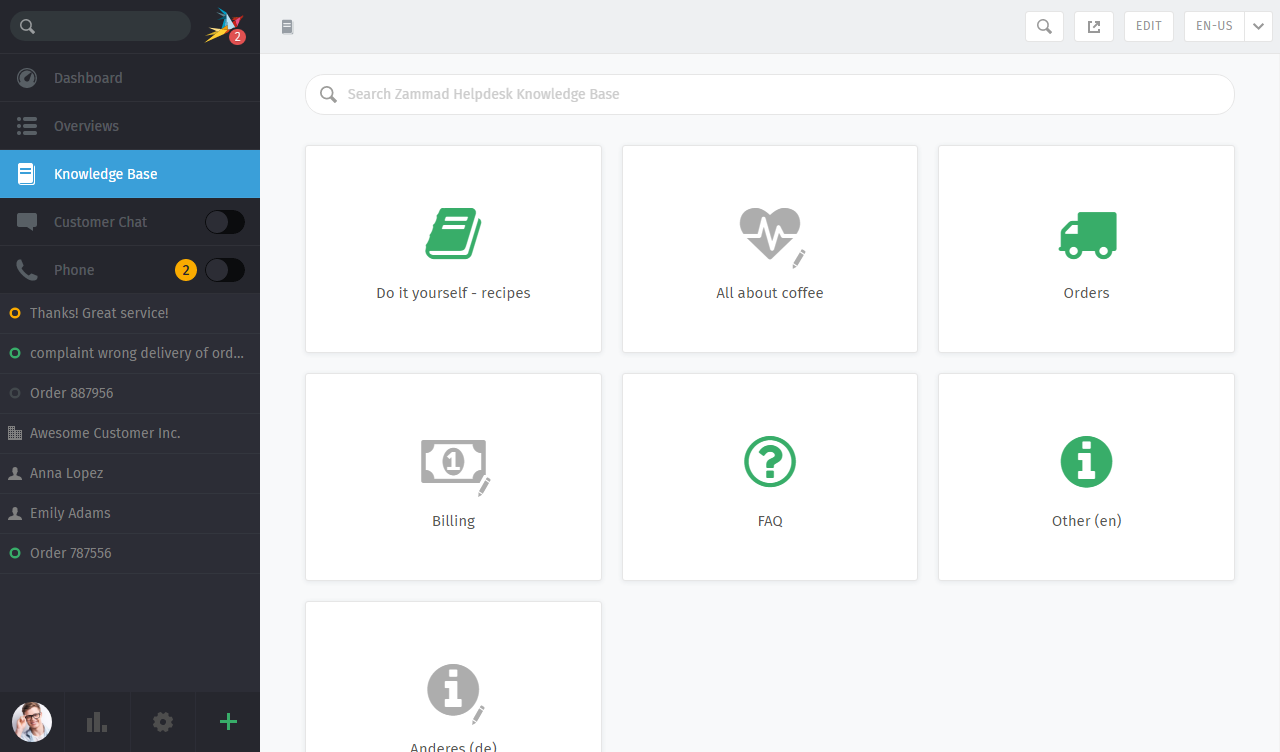 2
EDIT
EN-US
Dashboard
Overviews
Knowledge Base
Customer Chat
Phone
2
Thanks! Great service!
complaint wrong delivery of ord...
Order 887956
Awesome Customer Inc.
Anna Lopez
Emily Adams
Order 787556
Search Zammad Helpdesk Knowledge Base
Do it yourself - recipes
All about coffee
Orders
1
Billing
FAQ
Other (en)
Anderes (de)